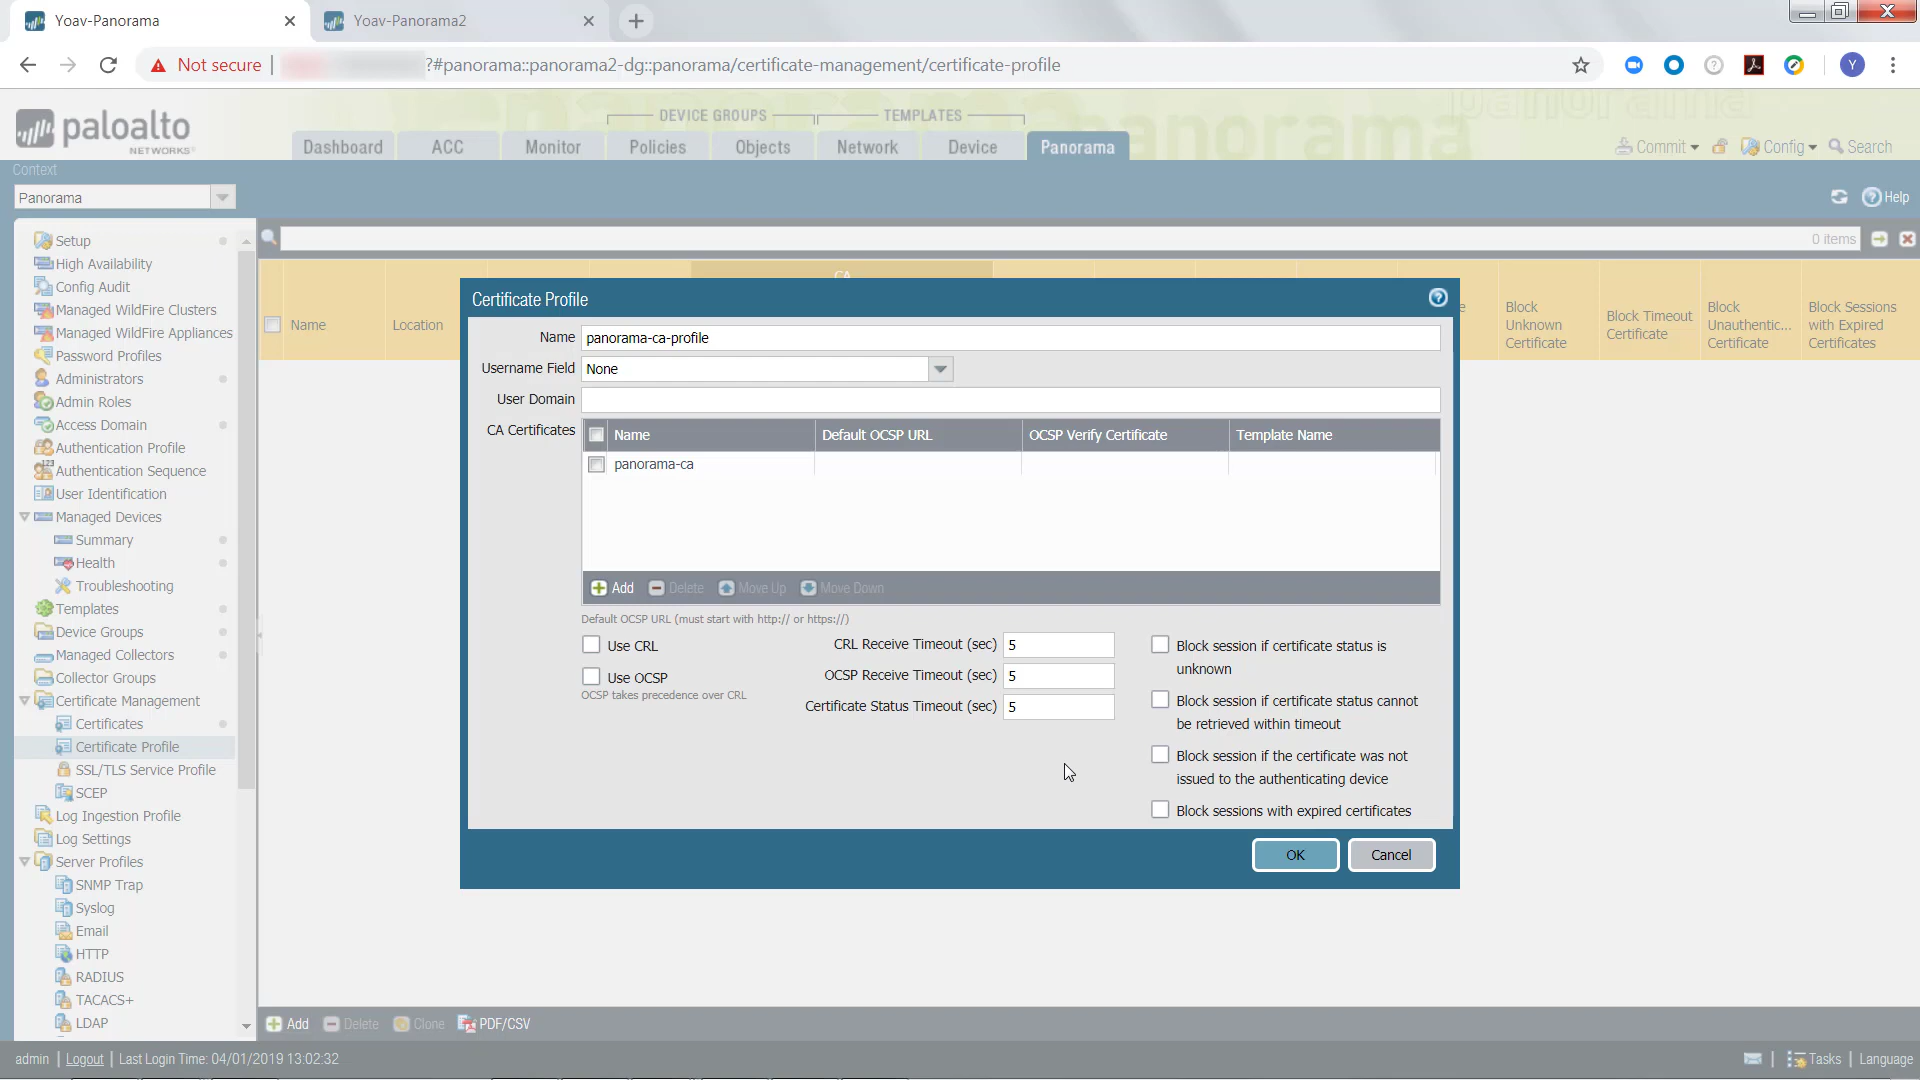 Yoav-Panorama
Yoav-Panorama2
Not secure
?#panorama::panorama2-dg::panorama/certificate-management/certificate-profile
Y
paloalto
NETWORKS
panorama
panorama
DEVICE GROUPS
TEMPLATES
Dashboard
ACC
Monitor
Policies
Objects
Network
Device
Panorama
Commit
Config
Search
Context
Panorama
Help
Setup
High Availability
Config Audit
Managed WildFire Clusters
Managed WildFire Appliances
Password Profiles
Administrators
Admin Roles
Access Domain
Authentication Profile
Authentication Sequence
User Identification
Managed Devices
Summary
Health
Troubleshooting
Templates
Device Groups
Managed Collectors
Collector Groups
Certificate Management
Certificates
Certificate Profile
SSL/TLS Service Profile
SCEP
Log Ingestion Profile
Log Settings
Server Profiles
SNMP Trap
Syslog
Email
HTTP
RADIUS
TACACS+
LDAP
0 items
Name
Location
CA
Block
Unknown
Certificate
Block Timeout
Certificate
Block
Unauthentic...
Certificate
Block Sessions
with Expired
Certificates
Certificate Profile
Name panorama-ca-profile
Username Field None
User Domain
CA Certificates
Name Default OCSP URL OCSP Verify Certificate Template Name
panorama-ca
Add Delete Move Up Move Down
Default OCSP URL (must start with http:// or https://)
Use CRL
Use OCSP
OCSP takes precedence over CRL
CRL Receive Timeout (sec) 5
OCSP Receive Timeout (sec) 5
Certificate Status Timeout (sec) 5
Block session if certificate status is
unknown
Block session if certificate status cannot
be retrieved within timeout
Block session if the certificate was not
issued to the authenticating device
Block sessions with expired certificates
OK Cancel
Add Delete Clone PDF/CSV
admin | Logout | Last Login Time: 04/01/2019 13:02:32
Tasks | Language